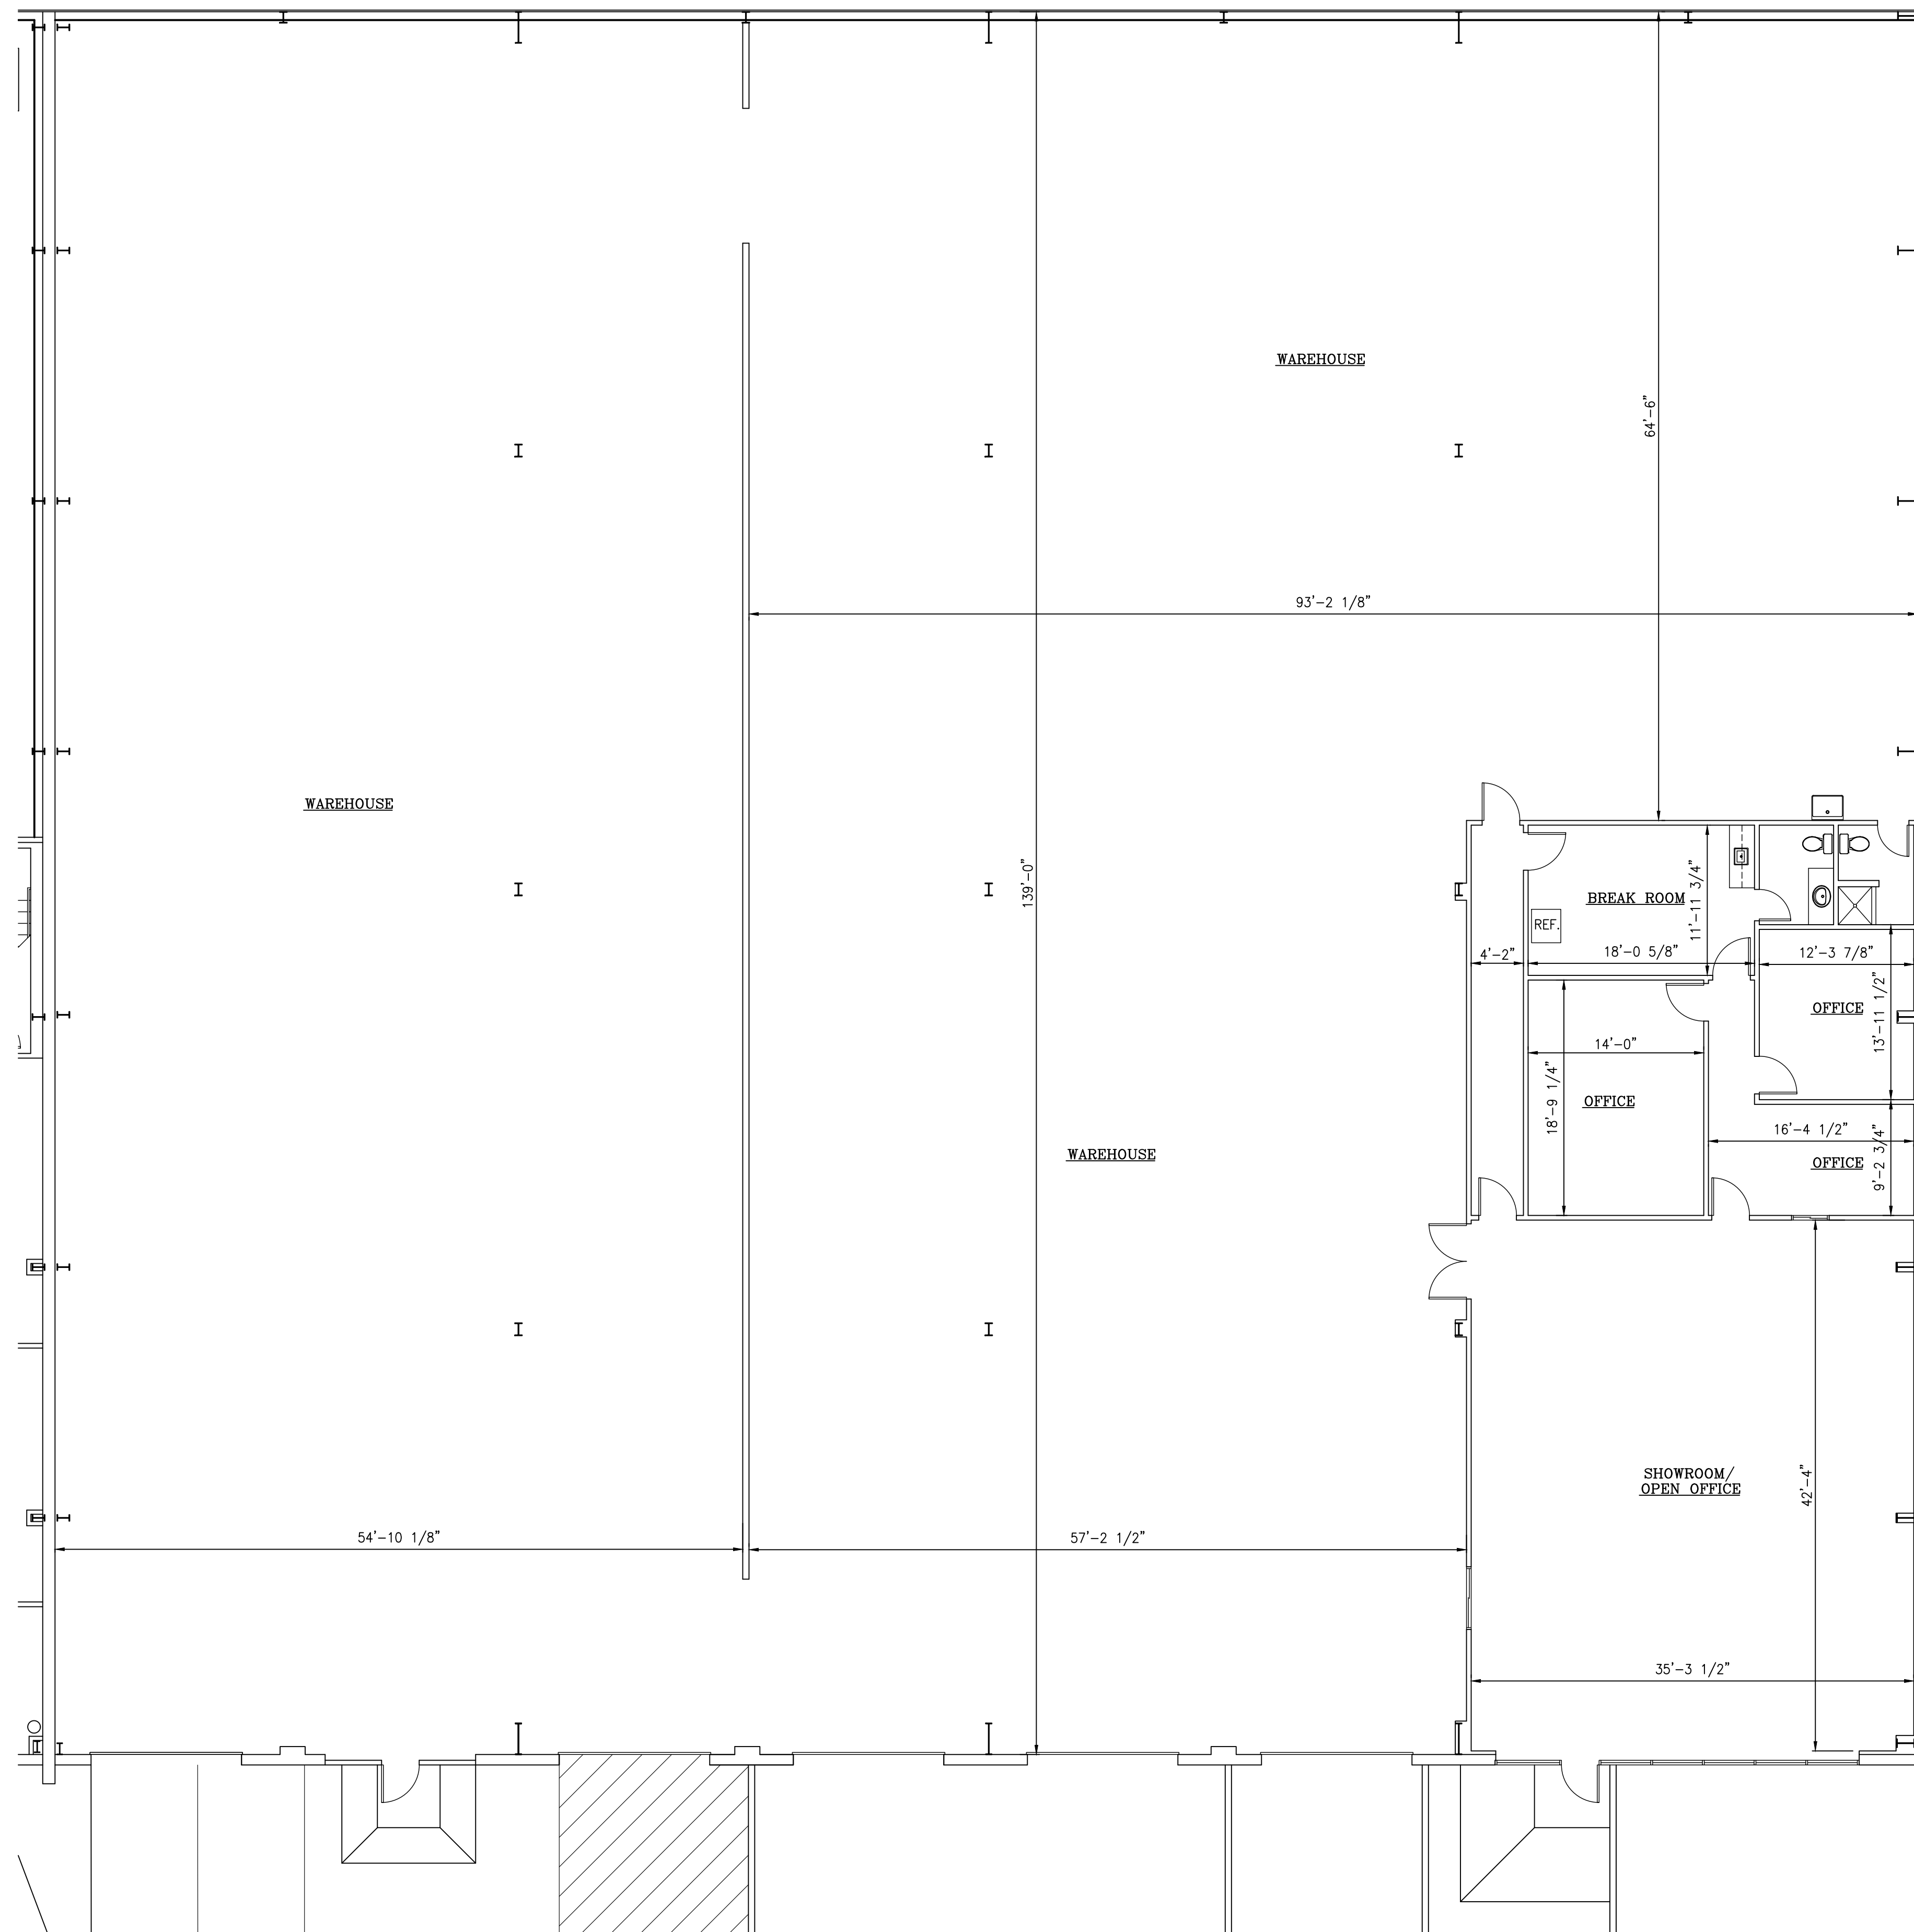 WAREHOUSE
64'-6"
93'-2 1/8"
WAREHOUSE
139'-0"
BREAK ROOM
11'-11 3/4"
REF.
4'-2"
18'-0 5/8"
12'-3 7/8"
OFFICE
13'-11 1/2"
14'-0"
18'-9 1/4"
OFFICE
16'-4 1/2"
WAREHOUSE
OFFICE
9'-2 3/4"
SHOWROOM/
OPEN OFFICE
42'-4"
54'-10 1/8"
57'-2 1/2"
35'-3 1/2"